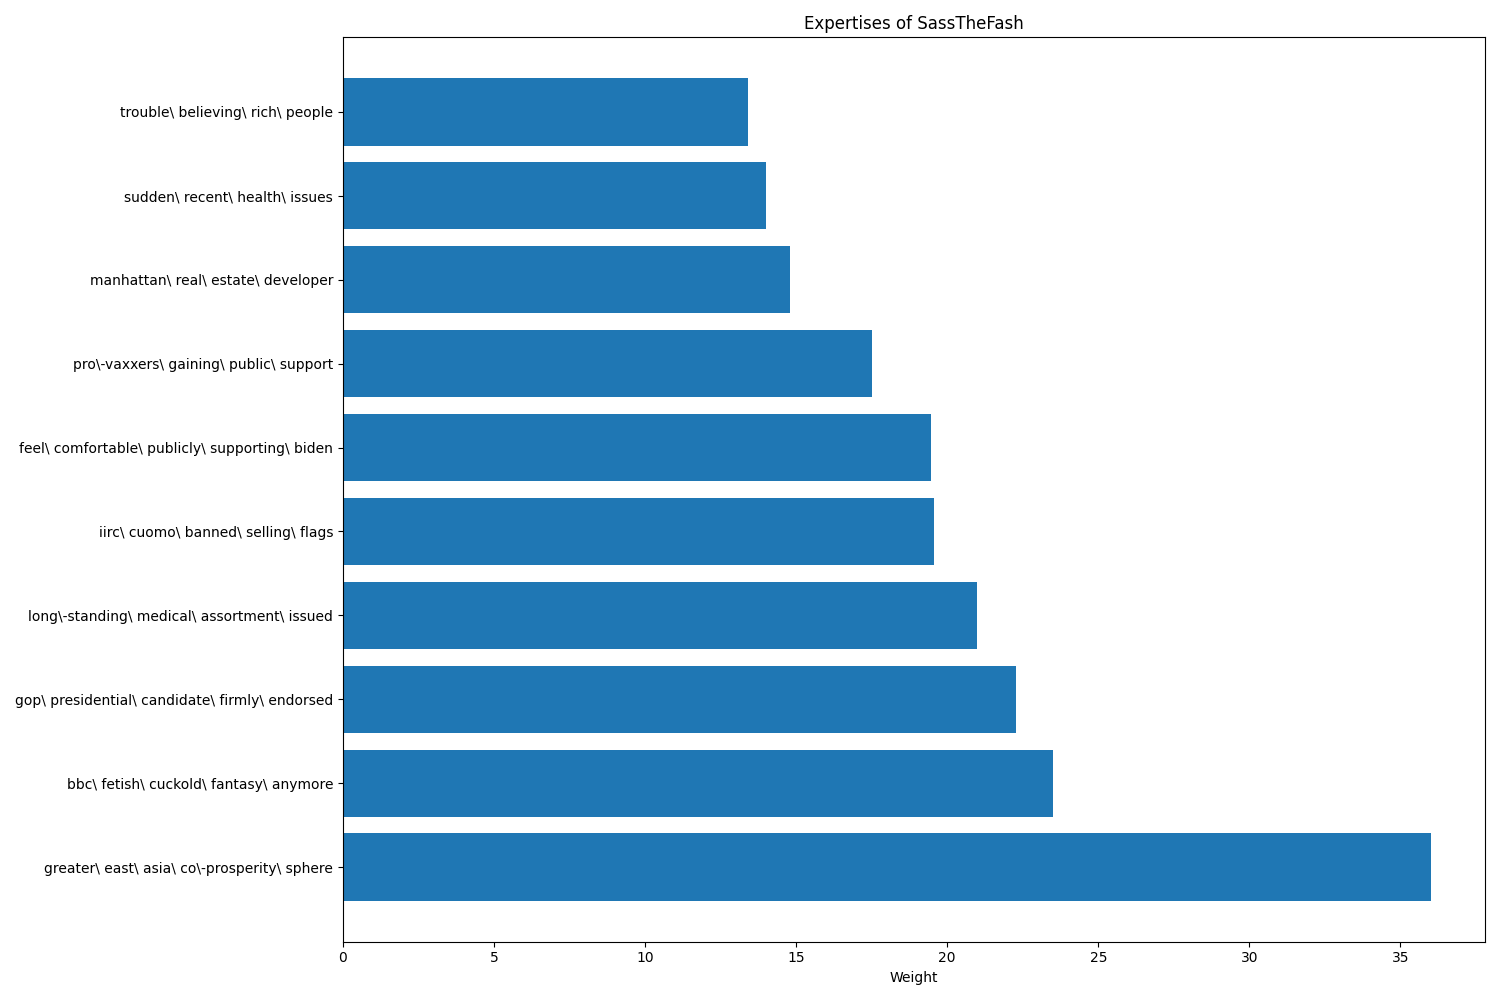 Expertises of SassTheFash
trouble\ believing\ rich\ people
sudden\ recent\ health\ issues
manhattan\ real\ estate\ developer
pro\-vaxxers\ gaining\ public\ support
feel\ comfortable\ publicly\ supporting\ biden
iirc\ cuomo\ banned\ selling\ flags
long\-standing\ medical\ assortment\ issued
gop\ presidential\ candidate\ firmly\ endorsed
bbc\ fetish\ cuckold\ fantasy\ anymore
greater\ east\ asia\ co\-prosperity\ sphere
0 5 10 15 20 25 30 35
Weight